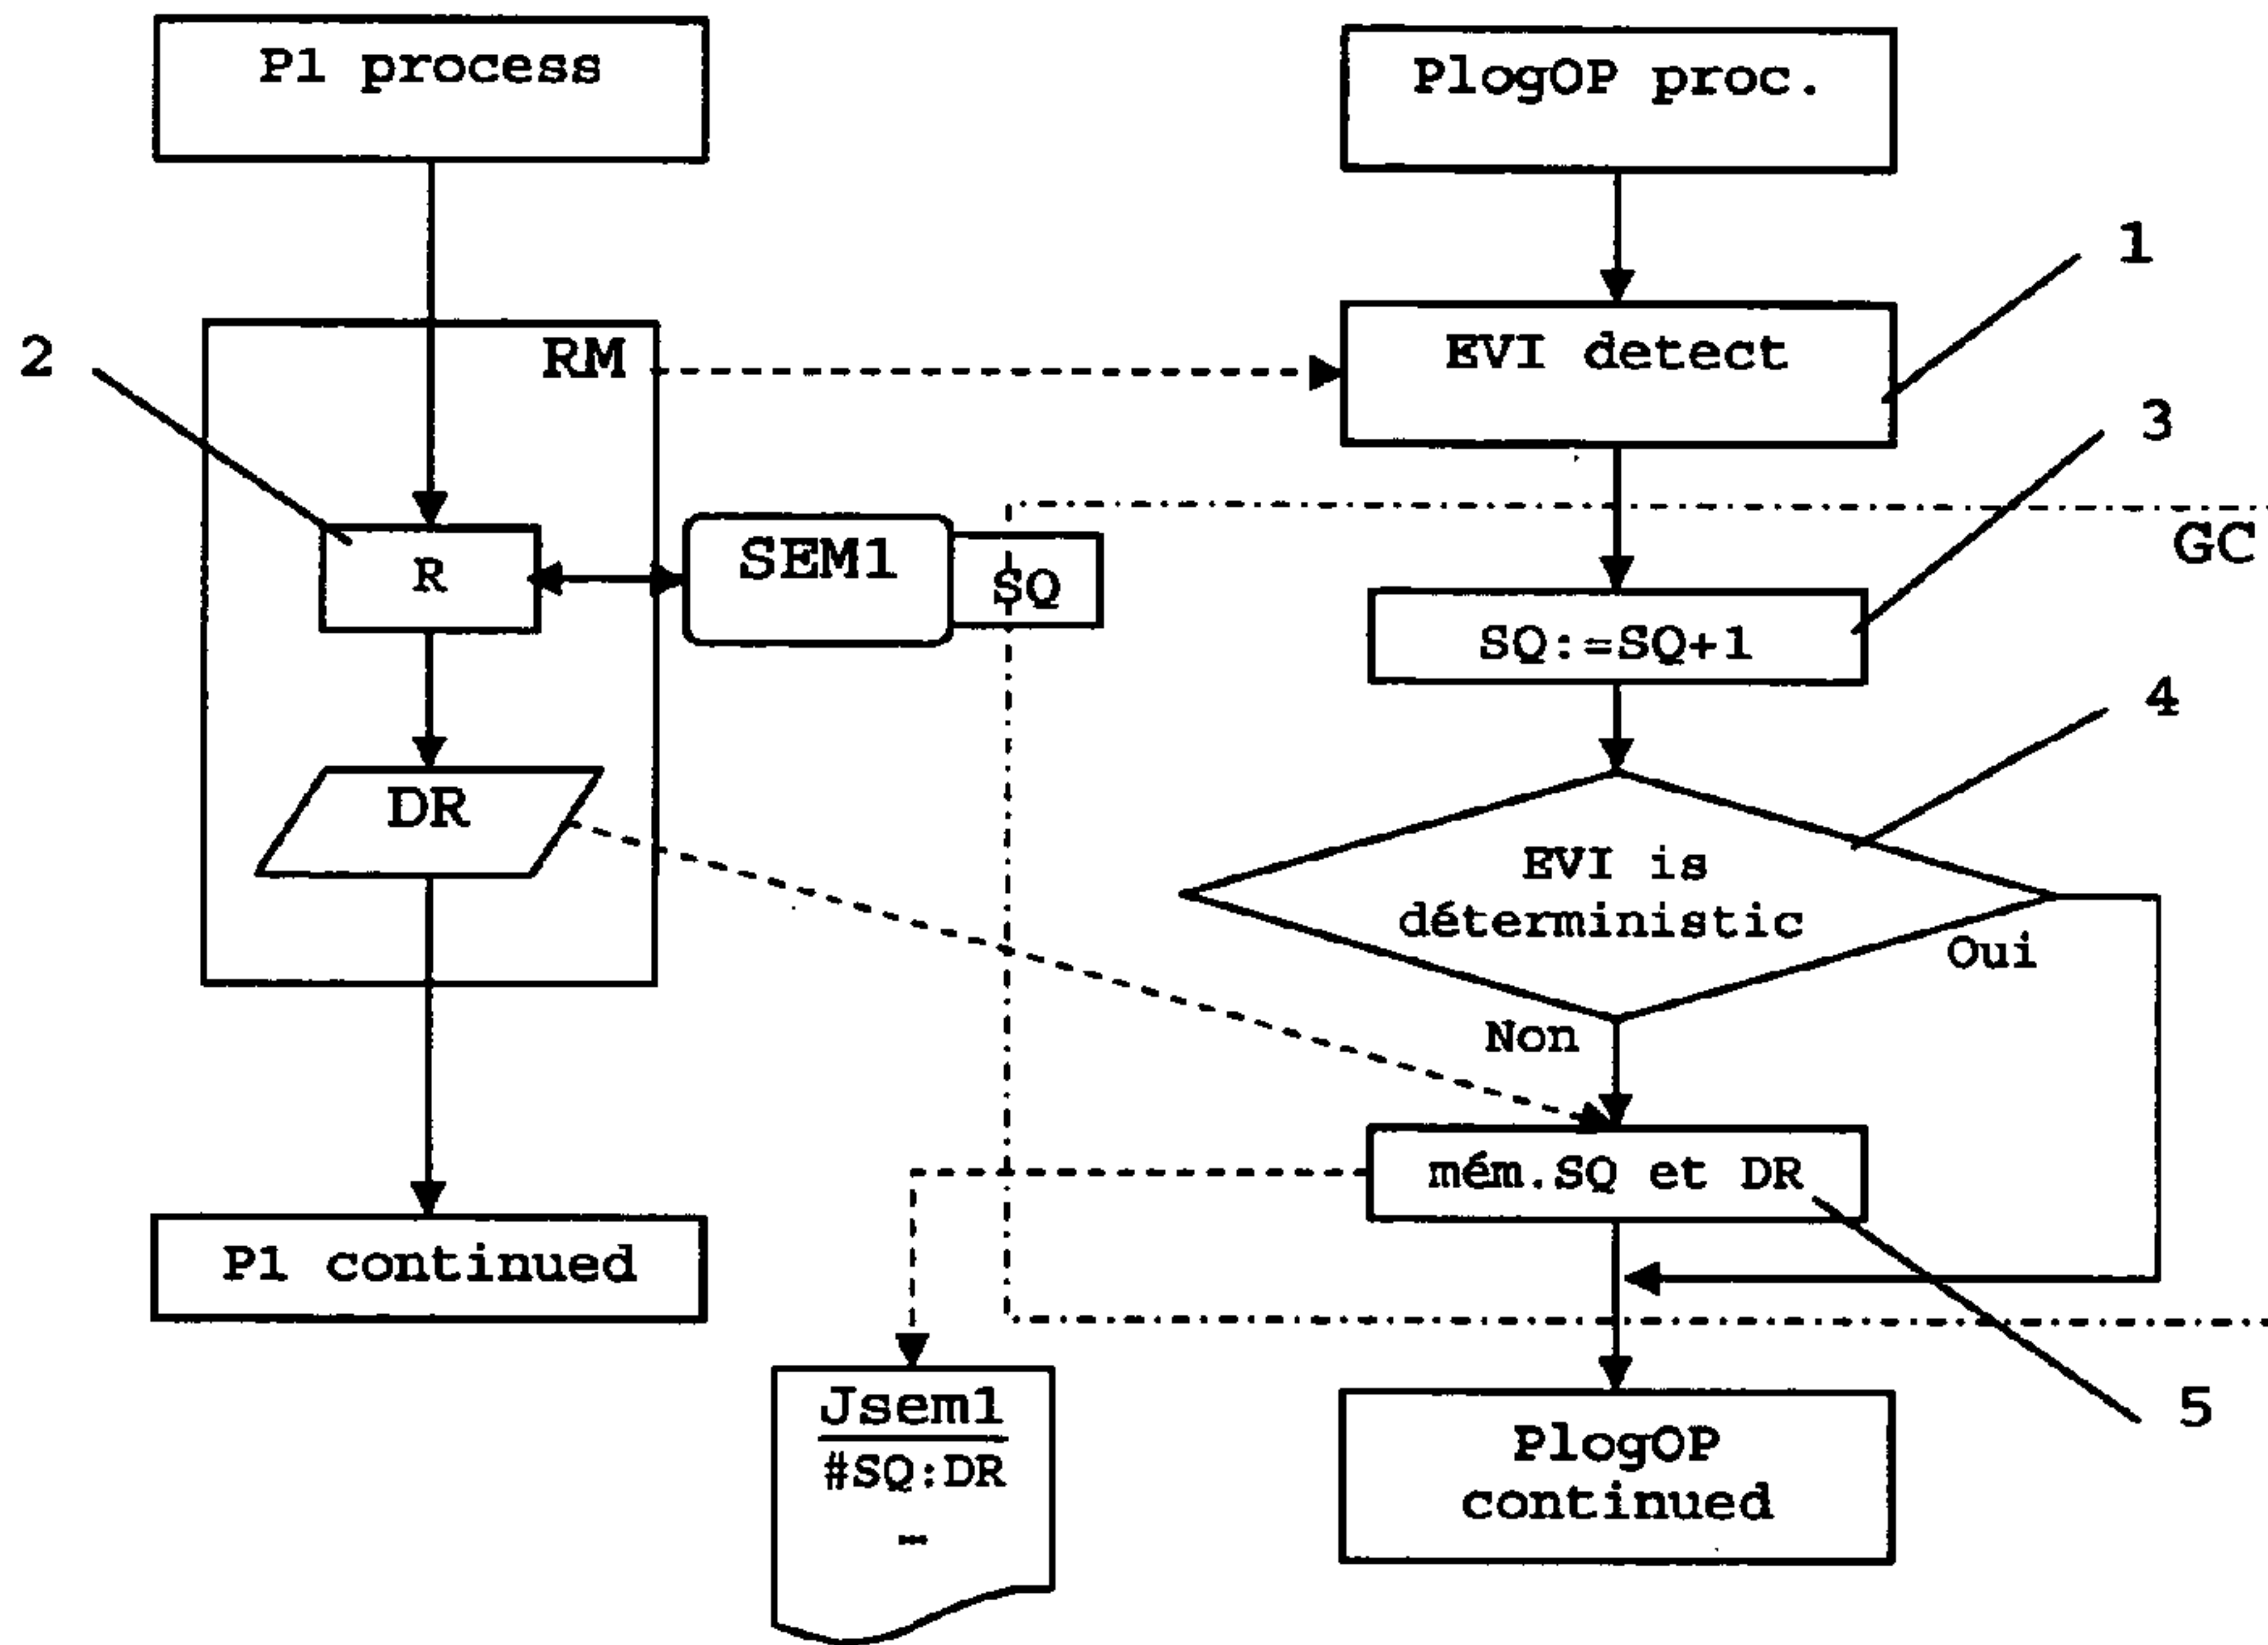 P1 process
PlogOP proc.
1
2
RM
EVI detect
3
GC
R
SEM1
SQ
SQ:=SQ+1
4
DR
EVI is
déterministic
Oui
Non
mém.SQ et DR
P1 continued
Jsem1
#SQ:DR
–
PlogOP
continued
5